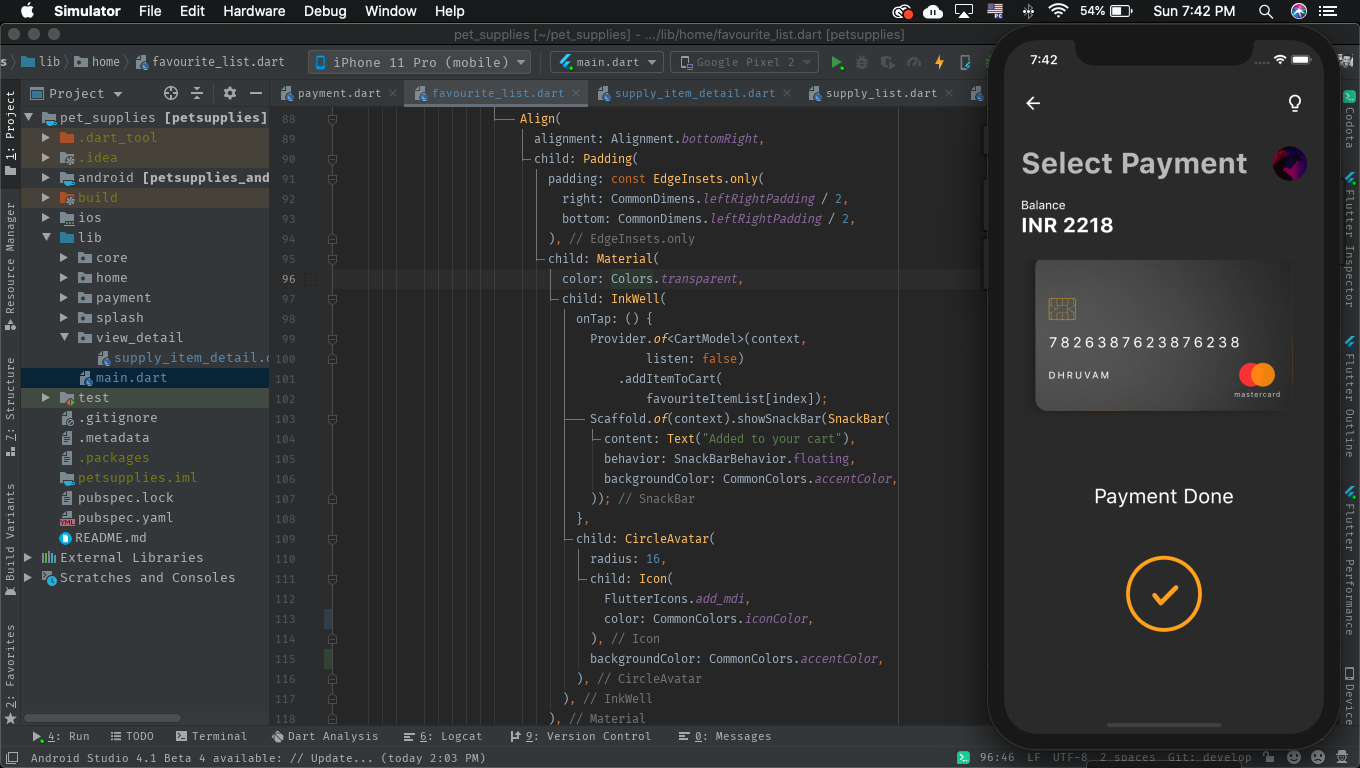 Simulator File Edit Hardware Debug Window Help 54% Sun 7:42 PM
pet_supplies [~/pet_supplies] - .../lib/home/favourite_list.dart [petsupplies]
s lib home favourite_list.dart iPhone 11 Pro (mobile) main.dart Google Pixel 2
Project payment.dart favourite_list.dart supply_item_detail.dart supply_list.dart
1: Project
Resource Manager
7: Structure
Build Variants
2: Favorites
pet_supplies [petsupplies]
.dart_tool
.idea
android [petsupplies_and
build
ios
lib
core
home
payment
splash
view_detail
supply_item_detail.d
main.dart
test
.gitignore
.metadata
.packages
petsupplies.iml
pubspec.lock
pubspec.yaml
README.md
External Libraries
Scratches and Consoles
88 Align(
89 alignment: Alignment.bottomRight,
90 child: Padding(
91 padding: const EdgeInsets.only(
92 right: CommonDimens.leftRightPadding / 2,
93 bottom: CommonDimens.leftRightPadding / 2,
94 ), // EdgeInsets.only
95 child: Material(
96 color: Colors.transparent,
97 child: InkWell(
98 onTap: () {
99 Provider.of<CartModel>(context,
100 listen: false)
101 .addItemToCart(
102 favouriteItemList[index]);
103 Scaffold.of(context).showSnackBar(SnackBar(
104 content: Text("Added to your cart"),
105 behavior: SnackBarBehavior.floating,
106 backgroundColor: CommonColors.accentColor,
107 )); // SnackBar
108 },
109 child: CircleAvatar(
110 radius: 16,
111 child: Icon(
112 FlutterIcons.add_mdi,
113 color: CommonColors.iconColor,
114 ), // Icon
115 backgroundColor: CommonColors.accentColor,
116 ), // CircleAvatar
117 ), // InkWell
118 ), // Material
7:42
Select Payment
Balance
INR 2218
7826387623876238
DHRUVAM
mastercard
Payment Done
Codota
Flutter Inspector
Flutter Outline
Flutter Performance
Device
4: Run TODO Terminal Dart Analysis 6: Logcat 9: Version Control 0: Messages
Android Studio 4.1 Beta 4 available: // Update... (today 2:03 PM) 96:46 LF UTF-8 2 spaces Git: develop